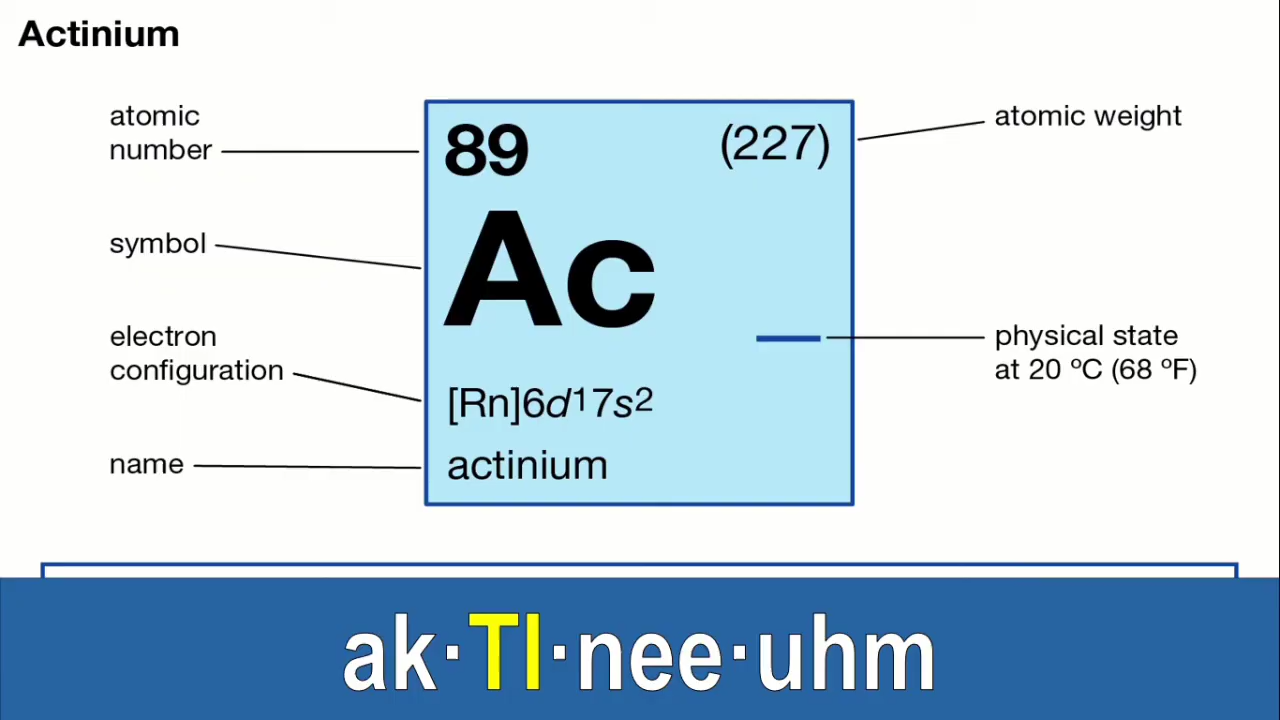 Actinium
atomic
number
89
(227)
atomic weight
symbol
Ac
electron
configuration
physical state
at 20 ºC (68 ºF)
[Rn]6d¹7s²
name
actinium
ak·TI·nee·uhm